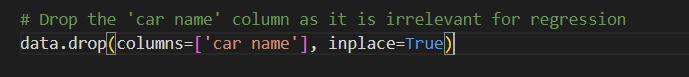 # Drop the 'car name' column as it is irrelevant for regression
data.drop(columns=['car name'], inplace=True)